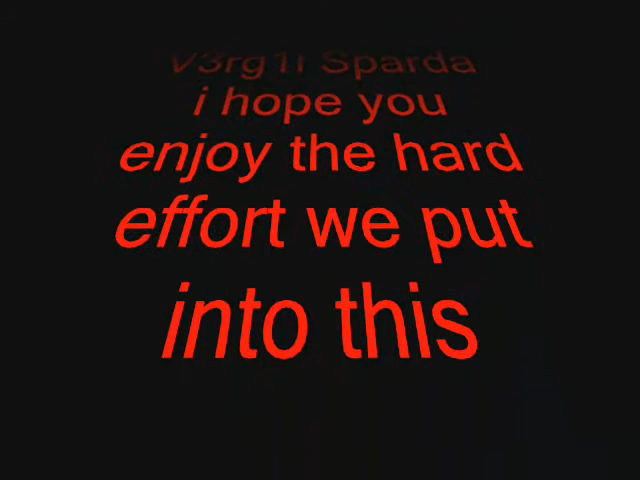 V3rg1l Sparda
i hope you
enjoy the hard
effort we put
into this